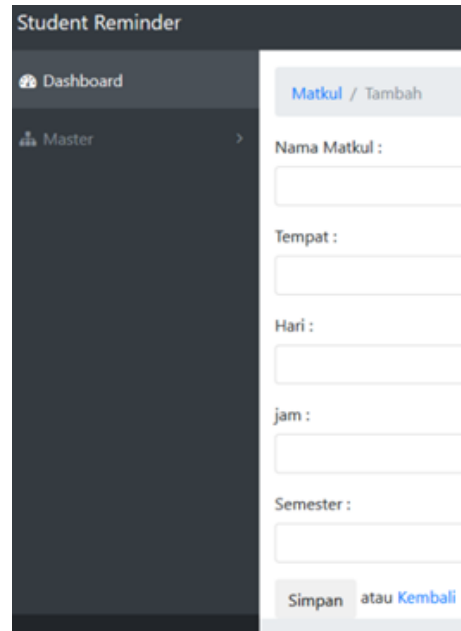 Student Reminder
Dashboard
Master
Matkul / Tambah
Nama Matkul :
Tempat :
Hari :
jam :
Semester :
Simpan atau Kembali